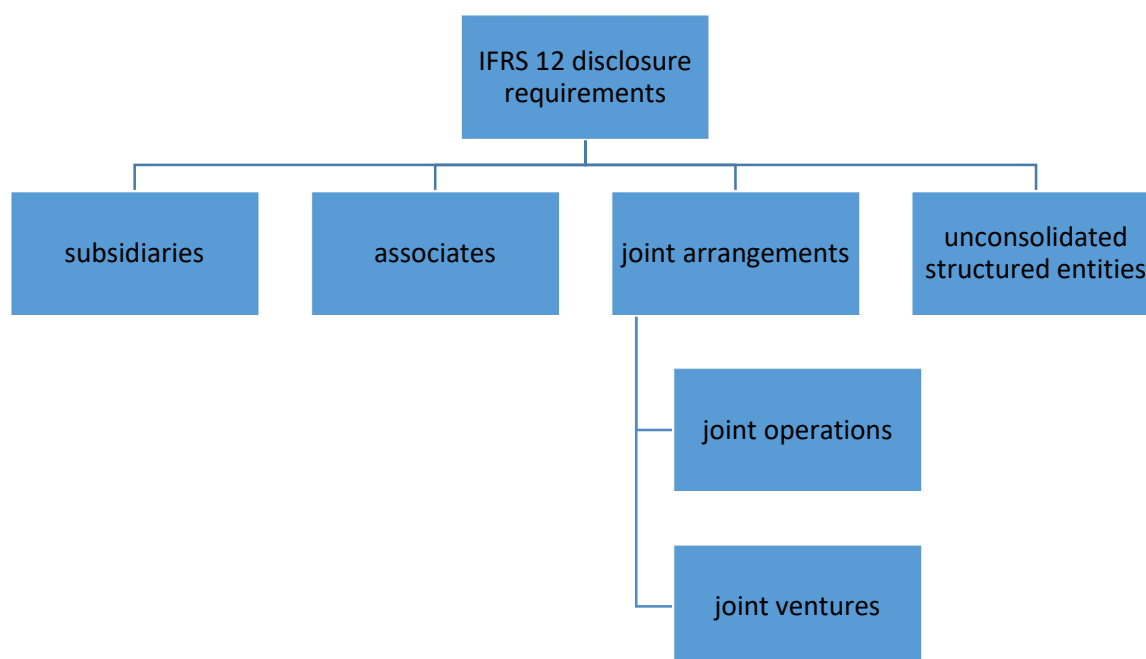 IFRS 12 disclosure
requirements
subsidiaries
associates
joint arrangements
unconsolidated
structured entities
joint operations
joint ventures